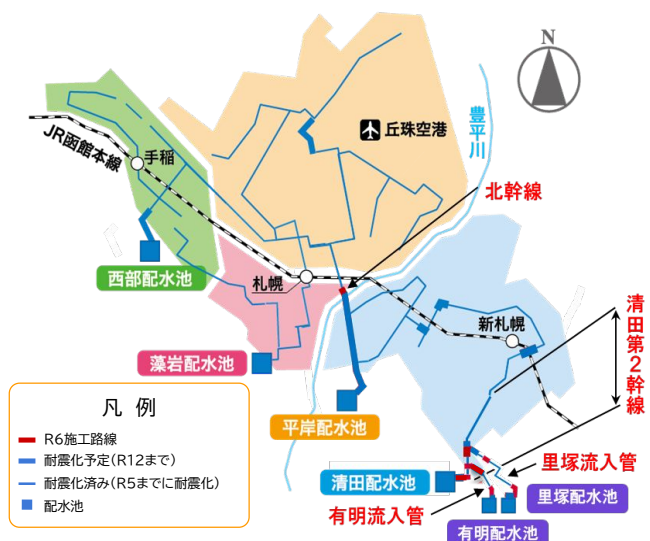 N
丘珠空港
豊平川
JR函館本線
手稲
北幹線
西部配水池
札幌
新札幌
清田第2幹線
藻岩配水池
平岸配水池
凡 例
R6施工路線
耐震化予定(R12まで)
耐震化済み(R5までに耐震化)
配水池
里塚流入管
清田配水池
里塚配水池
有明流入管
有明配水池